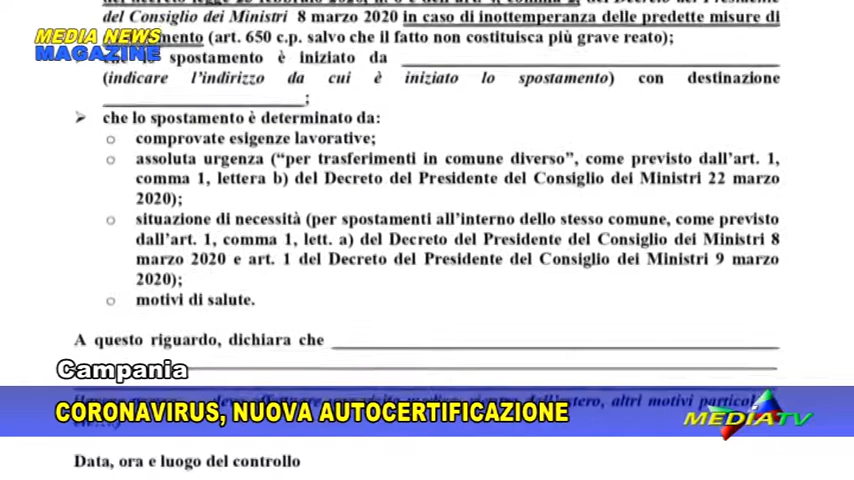 del Consiglio dei Ministri 8 marzo 2020 in caso di inottemperanza delle predette misure di
MEDIA NEWS
MAGAZINE
(art. 650 c.p. salvo che il fatto non costituisca più grave reato);
che lo spostamento è iniziato da
(indicare l'indirizzo da cui è iniziato lo spostamento) con destinazione
;
➢ che lo spostamento è determinato da:
o comprovate esigenze lavorative;
o assoluta urgenza (“per trasferimenti in comune diverso”, come previsto dall'art. 1,
comma 1, lettera b) del Decreto del Presidente del Consiglio dei Ministri 22 marzo
2020);
o situazione di necessità (per spostamenti all'interno dello stesso comune, come previsto
dall'art. 1, comma 1, lett. a) del Decreto del Presidente del Consiglio dei Ministri 8
marzo 2020 e art. 1 del Decreto del Presidente del Consiglio dei Ministri 9 marzo
2020);
o motivi di salute.
A questo riguardo, dichiara che
Campania
altri motivi
CORONAVIRUS, NUOVA AUTOCERTIFICAZIONE
MEDIATV
Data, ora e luogo del controllo